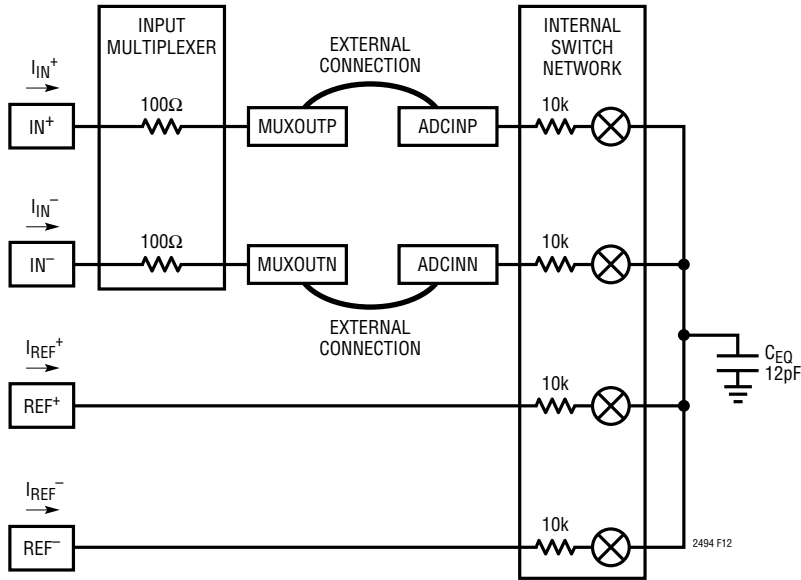 INPUT
MULTIPLEXER
EXTERNAL
CONNECTION
INTERNAL
SWITCH
NETWORK
IIN+
IN+
100Ω
MUXOUTP
ADCINP
10k
IIN–
IN–
100Ω
MUXOUTN
ADCINN
10k
EXTERNAL
CONNECTION
CEQ
12pF
IREF+
REF+
10k
IREF–
REF–
10k
2494 F12